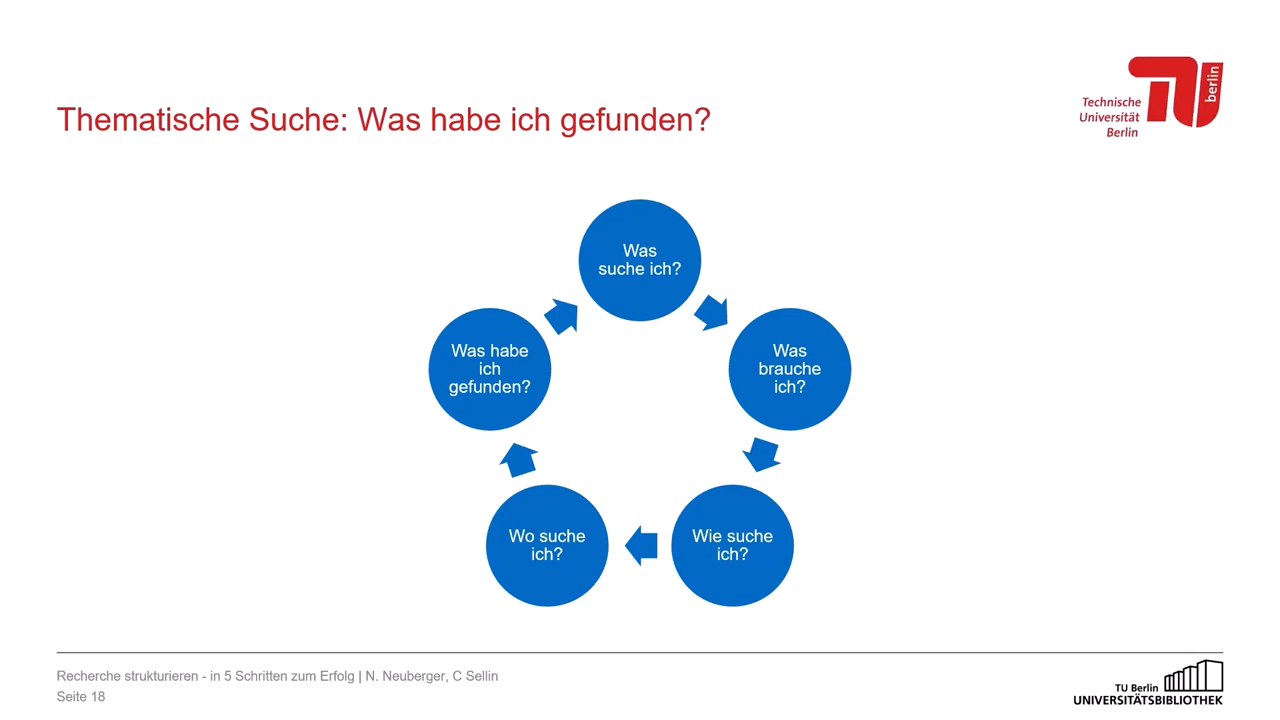 Technische
Universität
Berlin
berlin
Thematische Suche: Was habe ich gefunden?
Was
suche ich?
Was
brauche
ich?
Wie suche
ich?
Wo suche
ich?
Was habe
ich
gefunden?
Recherche strukturieren - in 5 Schritten zum Erfolg | N. Neuberger, C Sellin
Seite 18
TU Berlin
UNIVERSITÄTSBIBLIOTHEK